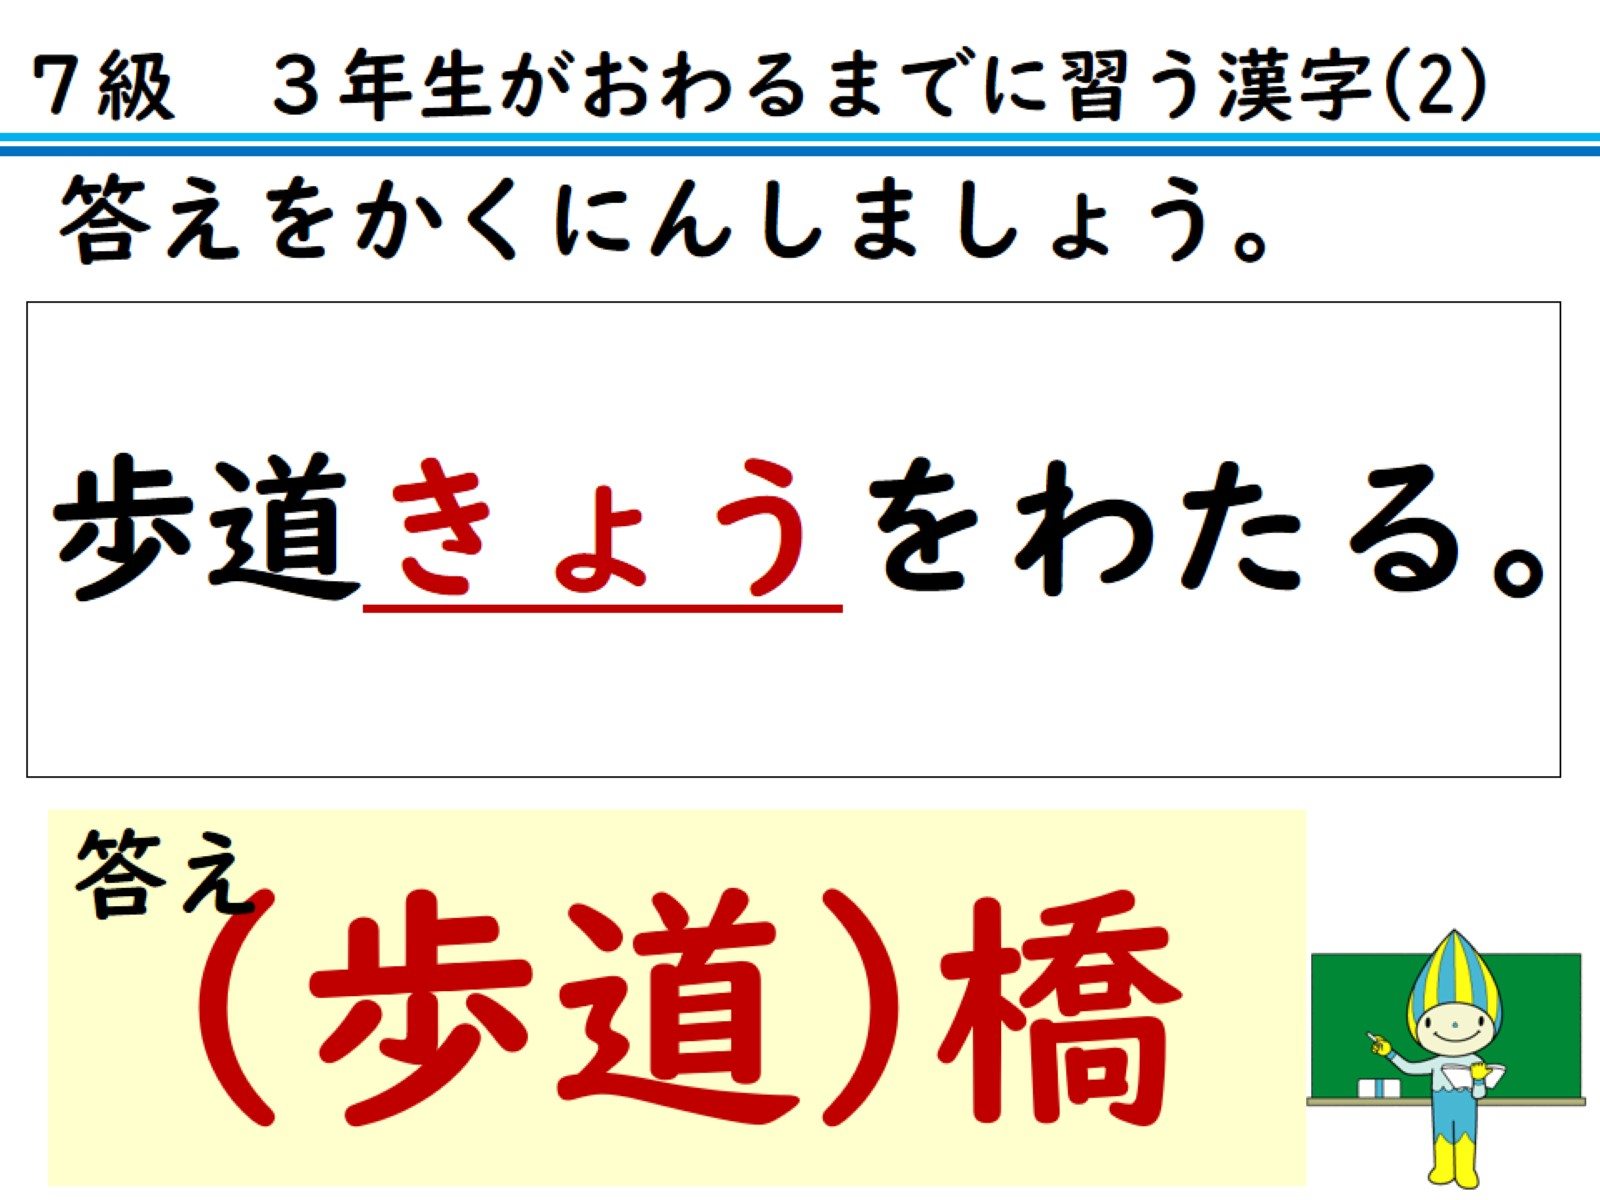 ７級　３年生がおわるまでに習う漢字(2)
答えをかくにんしましょう。
歩道きょうをわたる。
答え
(歩道)橋